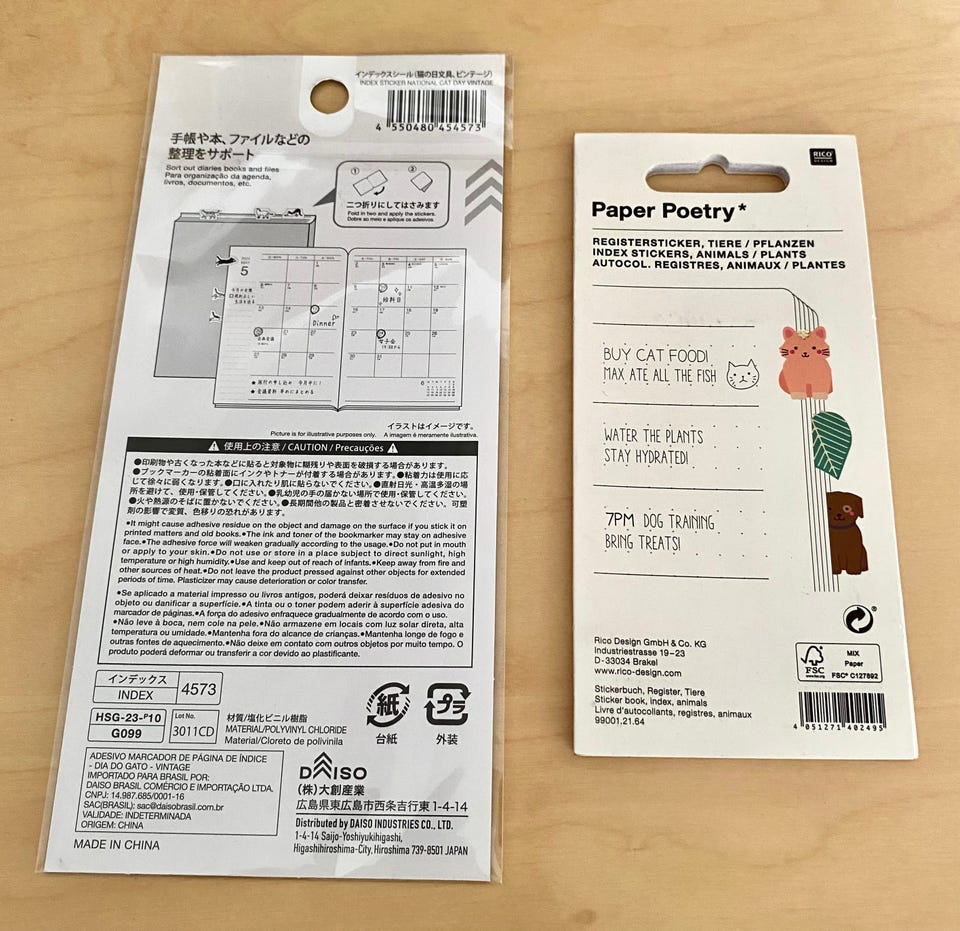 インデックスシール(猫の日文具、ビンテージ)
INDEX STICKER NATIONAL CAT DAY VINTAGE
4 550480 454573
手帳や本、ファイルなどの
整理をサポート
Sort out diaries books and files
Para organização da agenda,
livros, documentos, etc.
① ②
二つ折りにしてはさみます
Fold in two and apply the stickers.
Dobre ao meio e aplique os adesivos.
5
給料日
Dinner
女子会
イラストはイメージです。
Picture is for illustrative purposes only. A imagem é meramente ilustrativa.
使用上の注意 / CAUTION / Precauções
●印刷物や古くなった本などに貼ると対象物に糊残りや表面を破損する場合があります。
●ブックマーカーの粘着面にインクやトナーが付着する場合があります。●粘着力は使用に応
じて徐々に弱くなります。●口に入れたり肌に貼らないでください。●直射日光・高温多湿の場
所を避けて、使用・保管してください。●乳幼児の手の届かない場所で使用・保管してください。
●火や熱源のそばに置かないでください。●長期間他の製品と密着させないでください。可塑
剤の影響で変質、色移りの恐れがあります。
•It might cause adhesive residue on the object and damage on the surface if you stick it on
printed matters and old books.•The ink and toner of the bookmarker may stay on adhesive
face.•The adhesive force will weaken gradually according to the usage.•Do not put in mouth
or apply to your skin.•Do not use or store in a place subject to direct sunlight, high
temperature or high humidity.•Use and keep out of reach of infants.•Keep away from fire and
other sources of heat.•Do not leave the product pressed against other objects for extended
periods of time. Plasticizer may cause deterioration or color transfer.
•Se aplicado a material impresso ou livros antigos, poderá deixar resíduos de adesivo no
objeto ou danificar a superfície.•A tinta ou o toner podem aderir à superfície adesiva do
marcador de páginas.•A força do adesivo enfraquece gradualmente de acordo com o uso.
•Não leve à boca, nem cole na pele.•Não armazene em locais com luz solar direta, alta
temperatura ou umidade.•Mantenha fora do alcance de crianças.•Mantenha longe de fogo e
outras fontes de aquecimento.•Não deixe em contato com outros objetos por muito tempo. O
produto poderá deformar ou transferir a cor devido ao plastificante.
インデックス
INDEX
4573
HSG-23-P10
G099
Lot No.
3011CD
材質/塩化ビニル樹脂
MATERIAL/POLYVINYL CHLORIDE
Material/Cloreto de polivinila
紙
台紙
プラ
外装
ADESIVO MARCADOR DE PÁGINA DE ÍNDICE
- DIA DO GATO - VINTAGE
IMPORTADO PARA BRASIL POR:
DAISO BRASIL COMÉRCIO E IMPORTAÇÃO LTDA.
CNPJ: 14.987.685/0001-16
SAC(BRASIL): sac@daisobrasil.com.br
VALIDADE: INDETERMINADA
ORIGEM: CHINA
MADE IN CHINA
DAISO
(株)大創産業
広島県東広島市西条吉行東1-4-14
Distributed by DAISO INDUSTRIES CO., LTD.
1-4-14 Saijo-Yoshiyukihigashi,
Higashihiroshima-City, Hiroshima 739-8501 JAPAN
RICO
DESIGN
Paper Poetry*
REGISTERSTICKER, TIERE / PFLANZEN
INDEX STICKERS, ANIMALS / PLANTS
AUTOCOL. REGISTRES, ANIMAUX / PLANTES
BUY CAT FOOD!
MAX ATE ALL THE FISH
WATER THE PLANTS
STAY HYDRATED!
7PM DOG TRAINING
BRING TREATS!
Rico Design GmbH & Co. KG
Industriestrasse 19-23
D-33034 Brakel
www.rico-design.com
Stickerbuch, Register, Tiere
Sticker book, index, animals
Livre d'autocollants, registres, animaux
99001.21.64
FSC
www.fsc.org
MIX
Paper
FSC® C127892
4 051271 402495